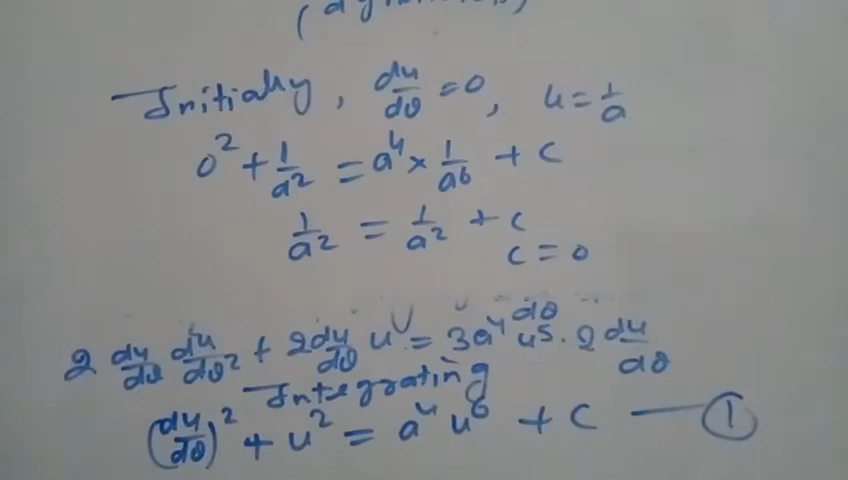 Initially, du/dθ = 0, u = 1/a
0² + 1/a² = a⁴ × 1/a⁶ + c
1/a² = 1/a² + c
c = 0
2 du/dθ d²u/dθ² + 2 du/dθ u = 3a⁴ u⁵ · 2 du/dθ
Integrating
(du/dθ)² + u² = a⁴ u⁶ + c — ①